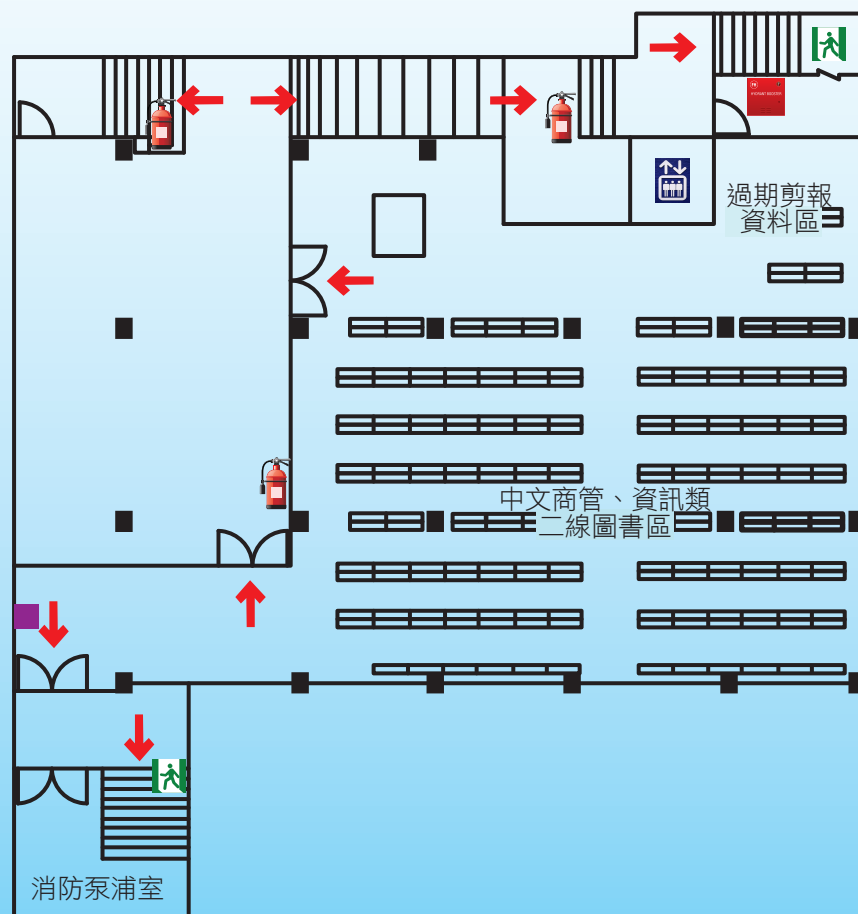 過期剪報
資料區
中文商管、資訊類
二線圖書區
消防泵浦室